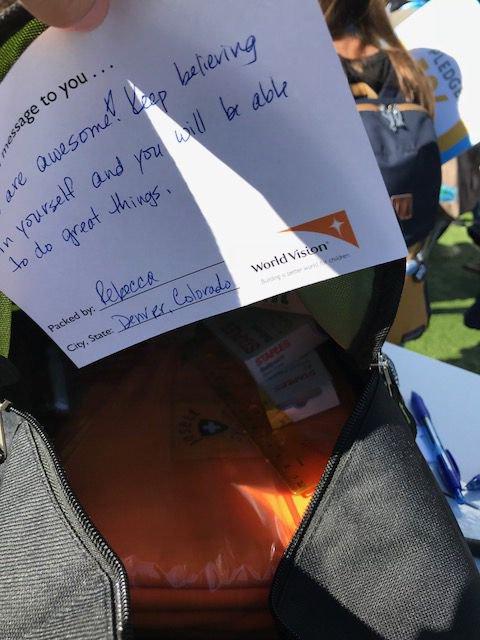 message to you . . .
are awesome! Keep believing
in yourself and you will be able
to do great things.
Packed by: Rebecca
City, State: Denver, Colorado
World Vision
Building a better world for children
STAPLES
LEDGE